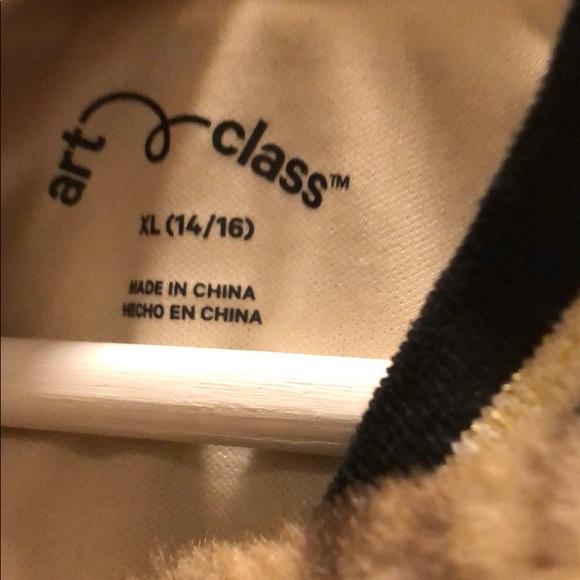 art class™
XL (14/16)
MADE IN CHINA
HECHO EN CHINA